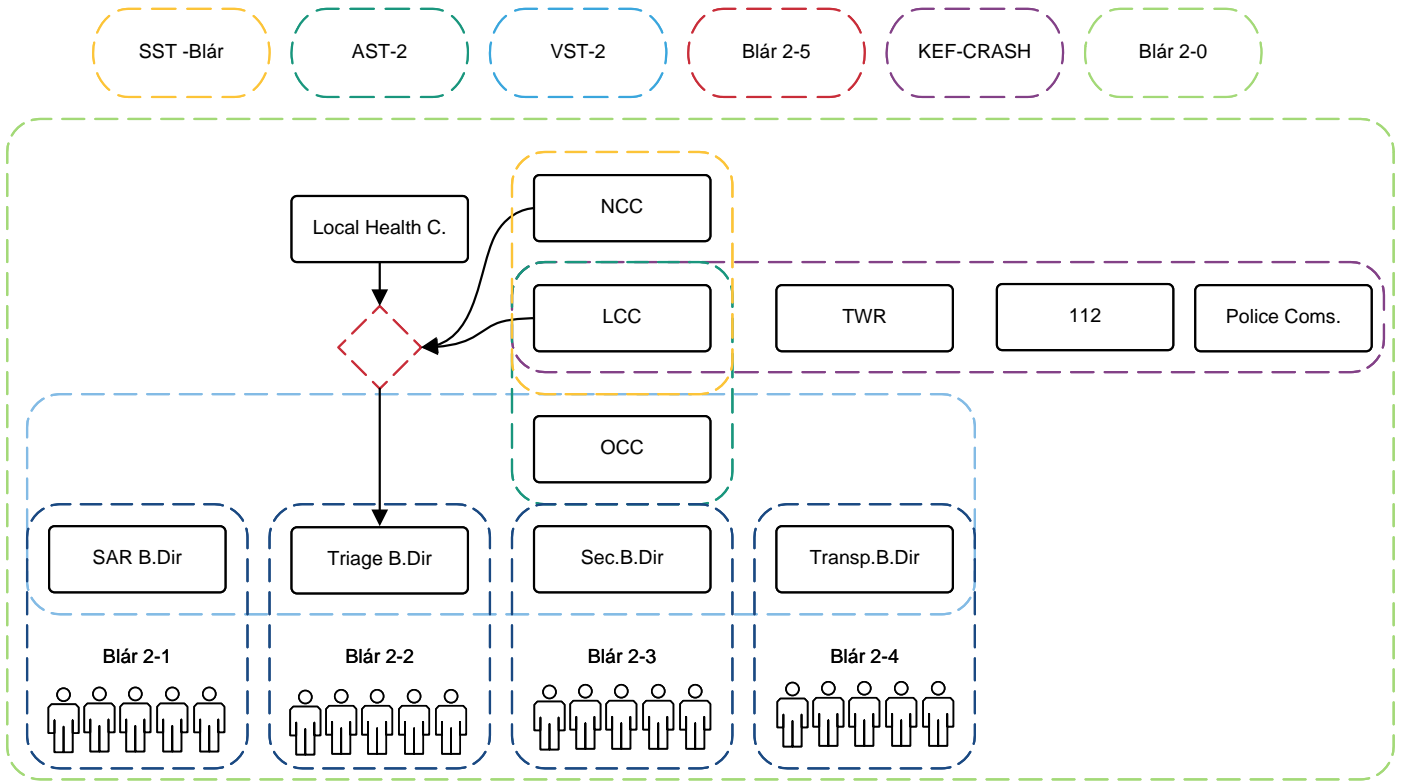 SST -Blár
AST-2
VST-2
Blár 2-5
KEF-CRASH
Blár 2-0
NCC
Local Health C.
LCC
TWR
112
Police Coms.
OCC
SAR B.Dir
Triage B.Dir
Sec.B.Dir
Transp.B.Dir
Blár 2-1
Blár 2-2
Blár 2-3
Blár 2-4